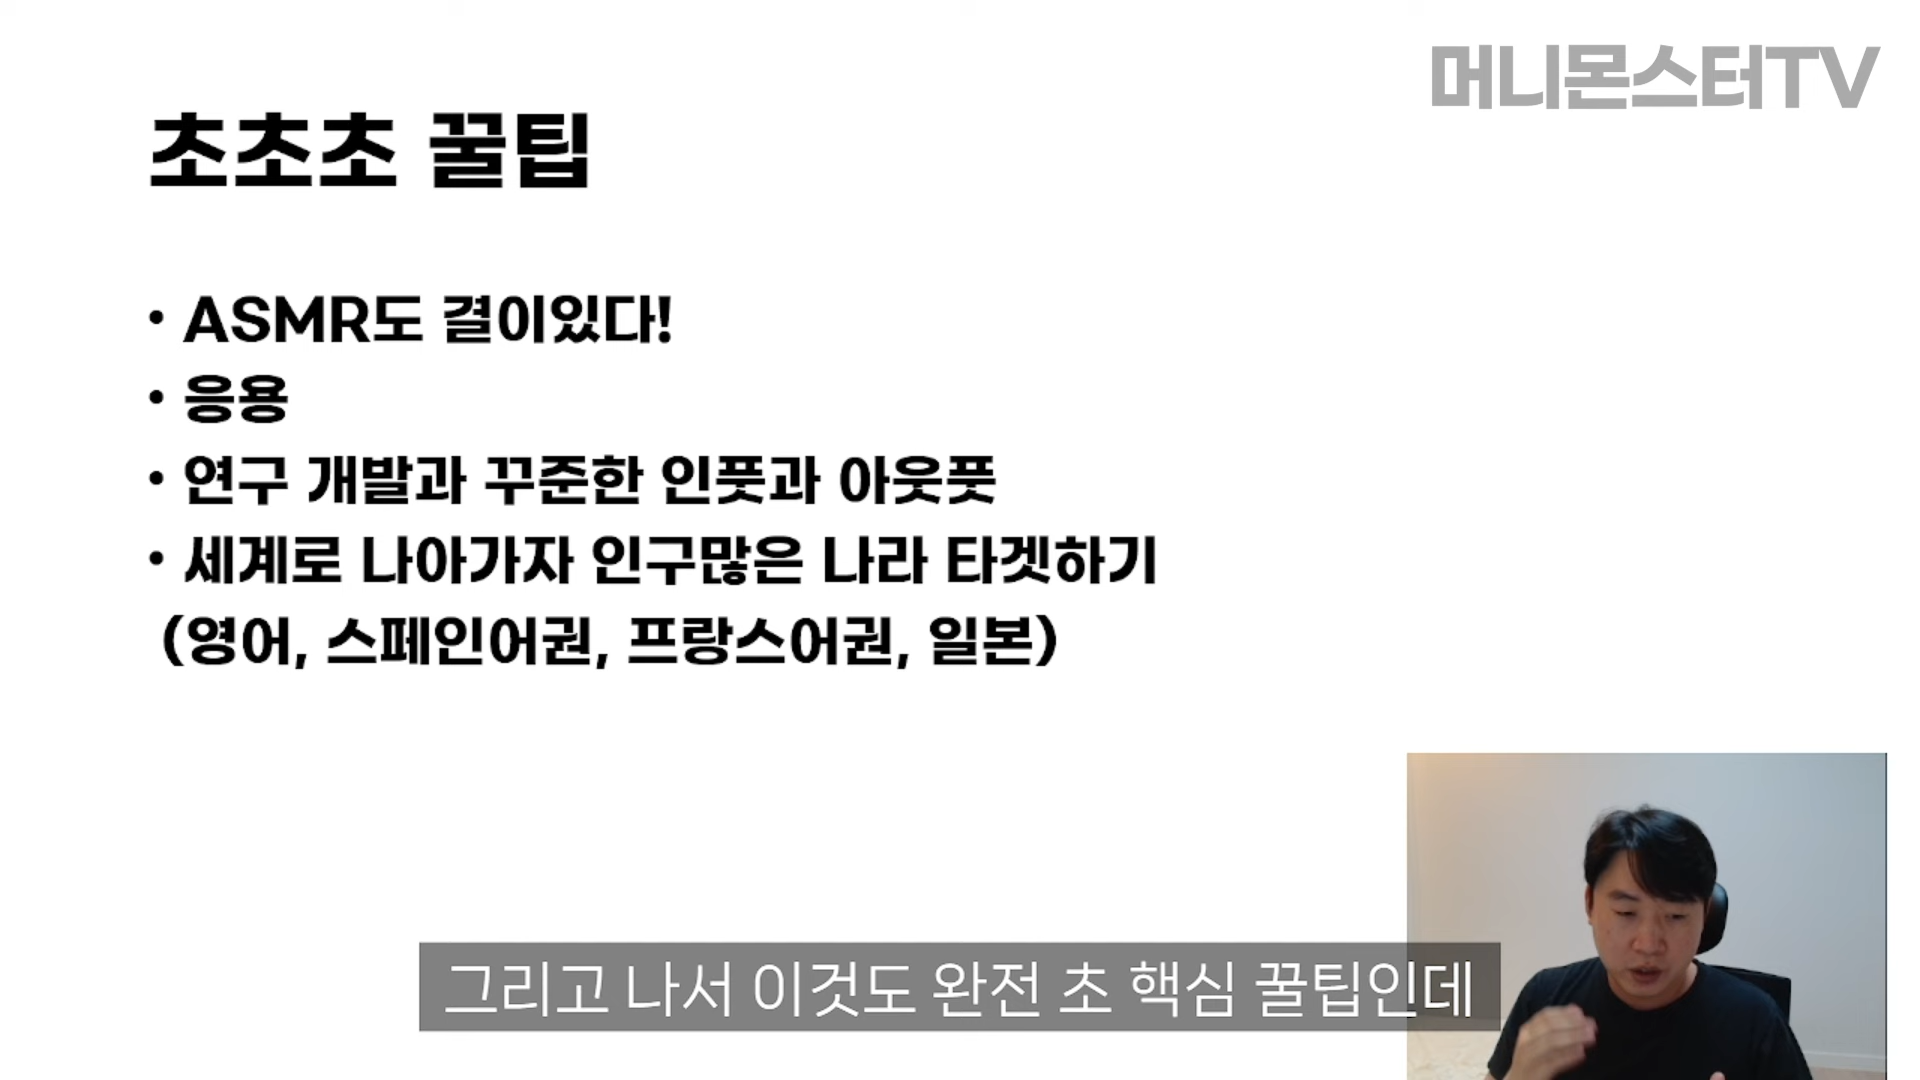 머니몬스터TV
초초초 꿀팁
• ASMR도 결이있다!
• 응용
• 연구 개발과 꾸준한 인풋과 아웃풋
• 세계로 나아가자 인구많은 나라 타겟하기
(영어, 스페인어권, 프랑스어권, 일본)
그리고 나서 이것도 완전 초 핵심 꿀팁인데